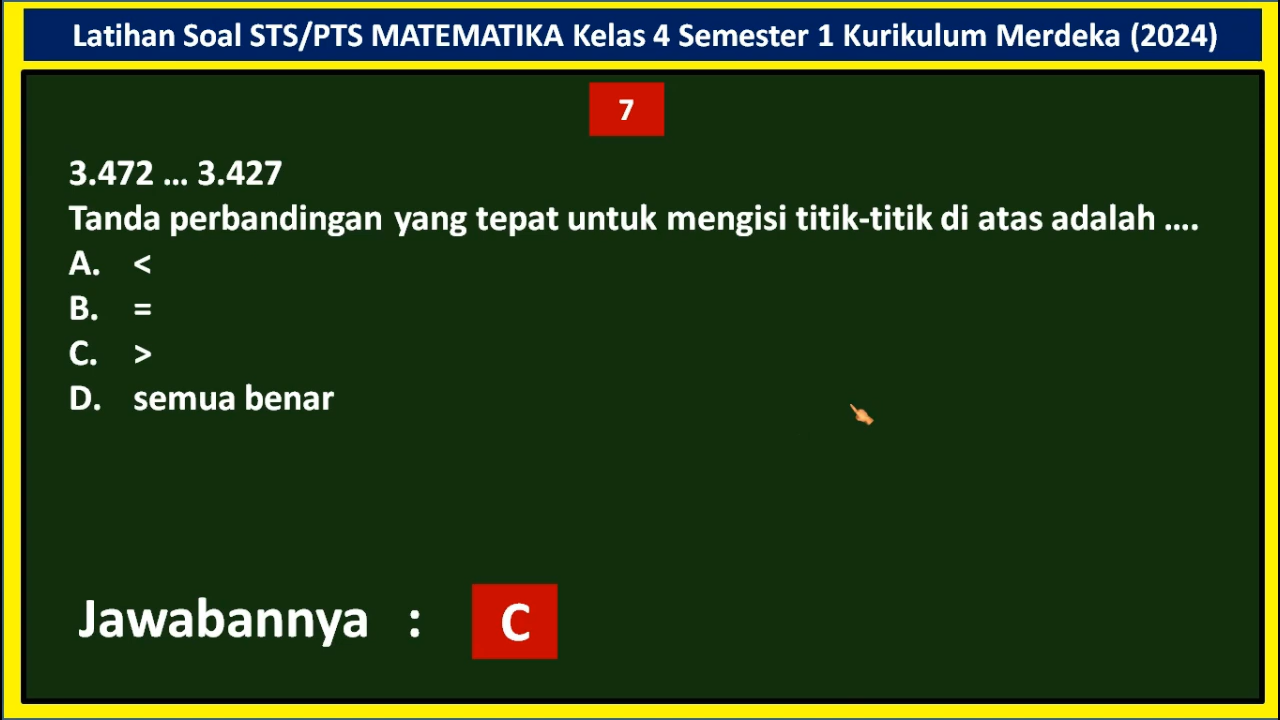 Latihan Soal STS/PTS MATEMATIKA Kelas 4 Semester 1 Kurikulum Merdeka (2024)
7
3.472 ... 3.427
Tanda perbandingan yang tepat untuk mengisi titik-titik di atas adalah ....
A. <
B. =
C. >
D. semua benar
Jawabannya : C